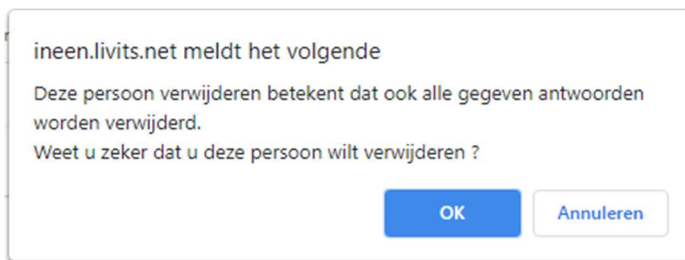 ineen.livits.net meldt het volgende
Deze persoon verwijderen betekent dat ook alle gegeven antwoorden
worden verwijderd.
Weet u zeker dat u deze persoon wilt verwijderen ?
OK
Annuleren